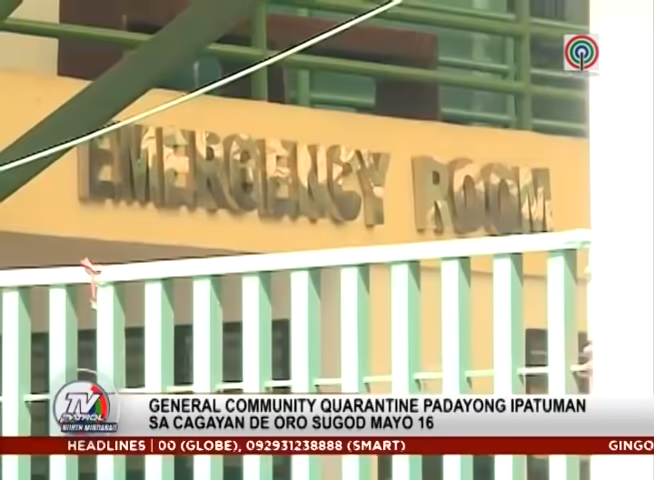 EMERGENCY ROOM
TV
PATROL
NORTH MINDANAO
GENERAL COMMUNITY QUARANTINE PADAYONG IPATUMAN
SA CAGAYAN DE ORO SUGOD MAYO 16
HEADLINES | 00 (GLOBE), 092931238888 (SMART) GINGO